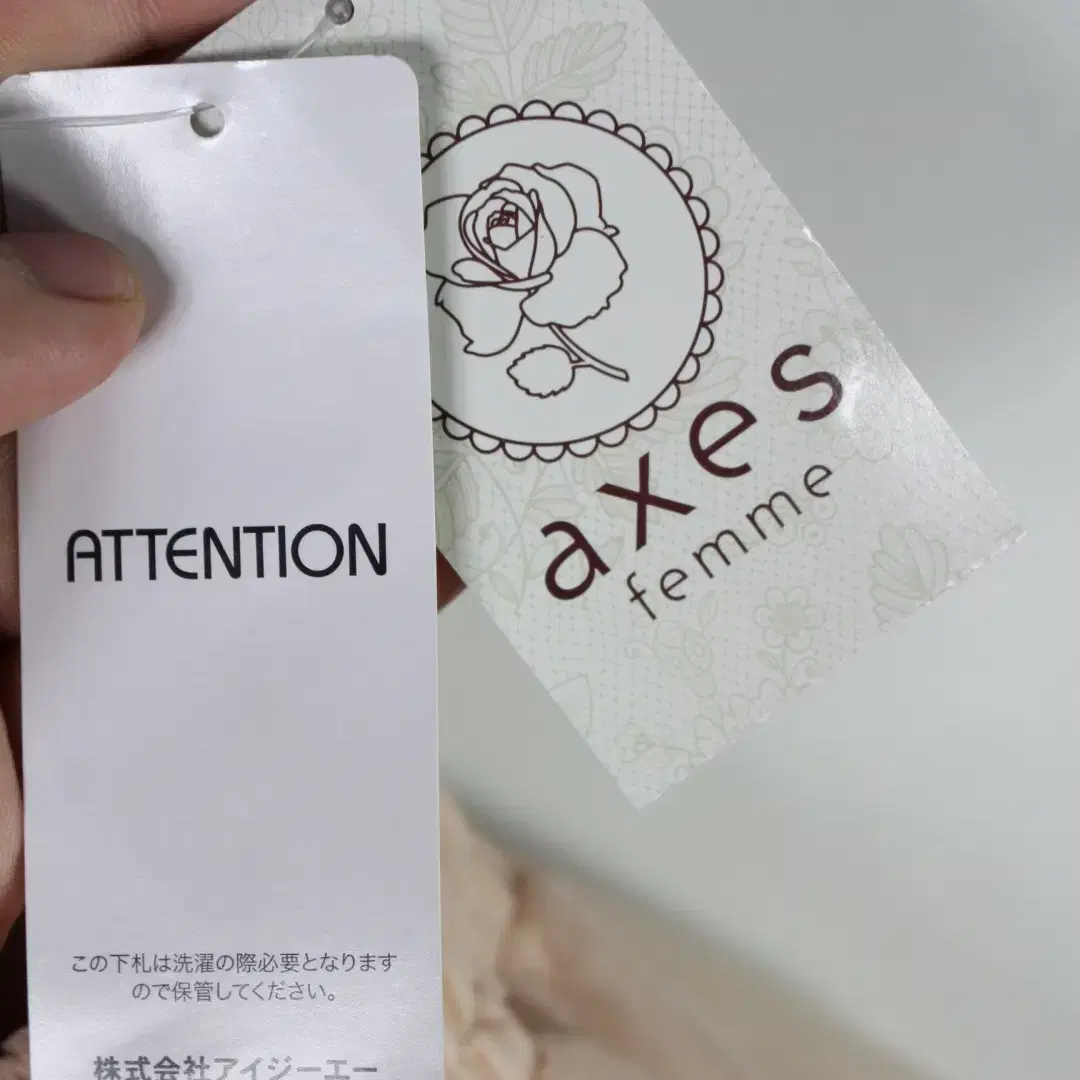 ATTENTION
この下札は洗濯の際必要となります
ので保管してください。
株式会社アイジーエー
axes
femme